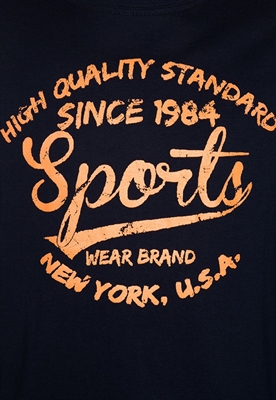 HIGH QUALITY STANDARD
SINCE 1984
Sports
WEAR BRAND
NEW YORK, U.S.A.